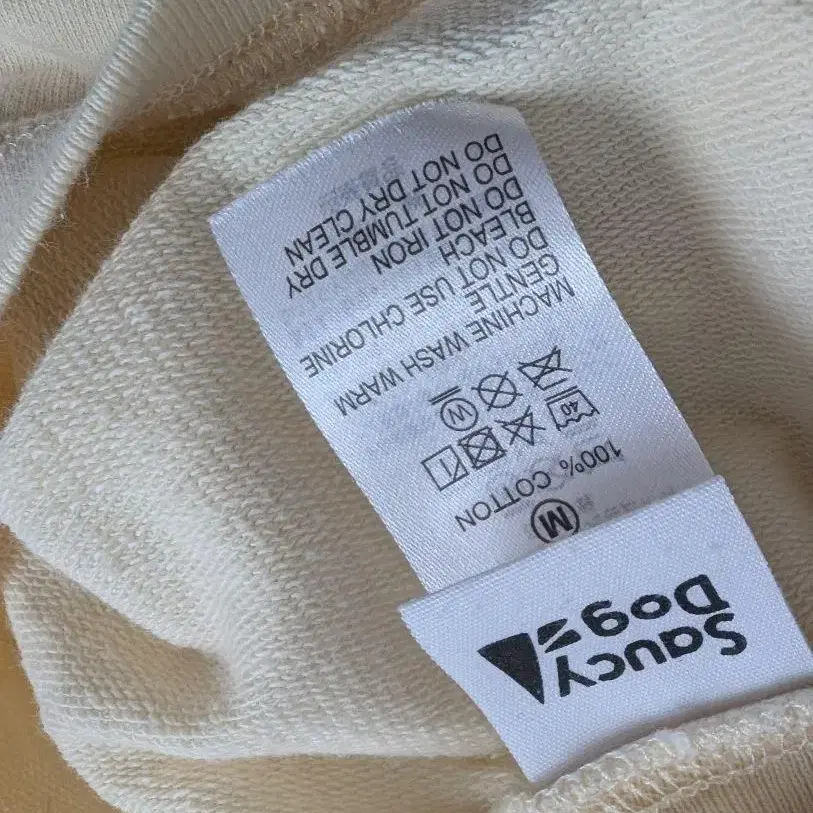 Saucy
Dog
M
100% COTTON
40
W
MACHINE WASH WARM
GENTLE
DO NOT USE CHLORINE
BLEACH
DO NOT IRON
DO NOT TUMBLE DRY
DO NOT DRY CLEAN